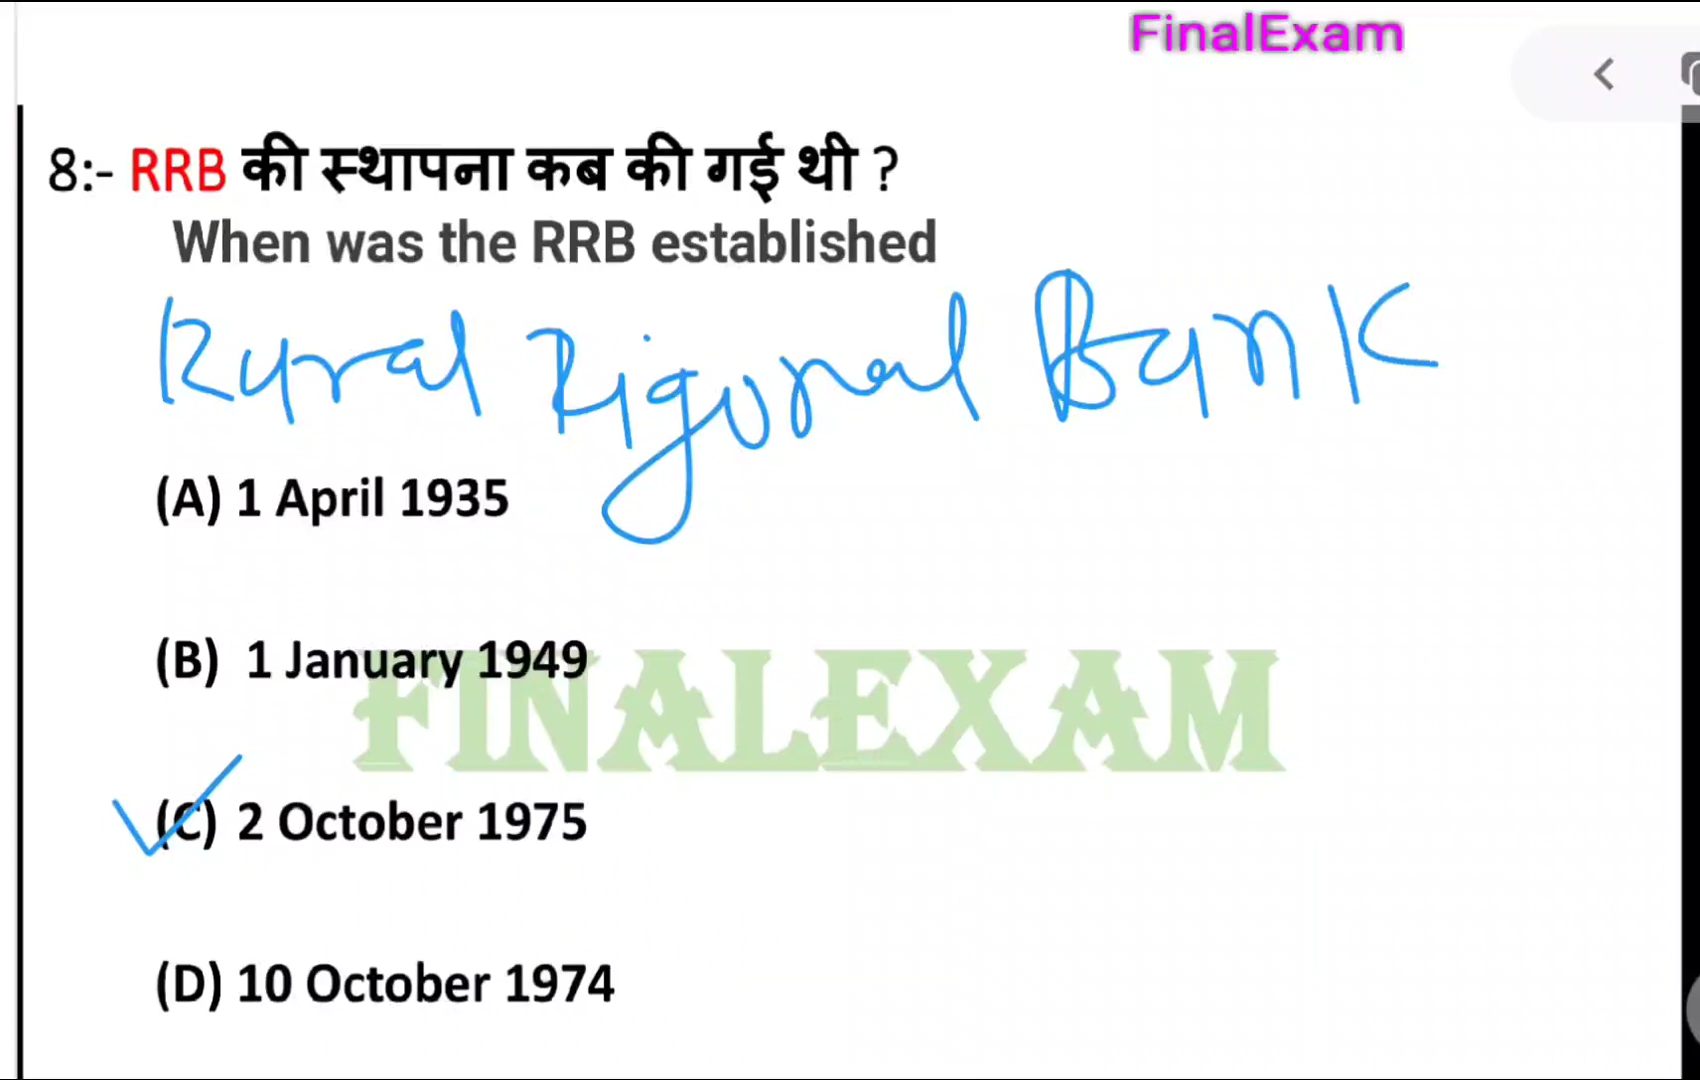 FinalExam
8:- RRB की स्थापना कब की गई थी ?
When was the RRB established
Rural Rigonal Bank
(A) 1 April 1935
(B) 1 January 1949
FINALEXAM
(C) 2 October 1975
(D) 10 October 1974